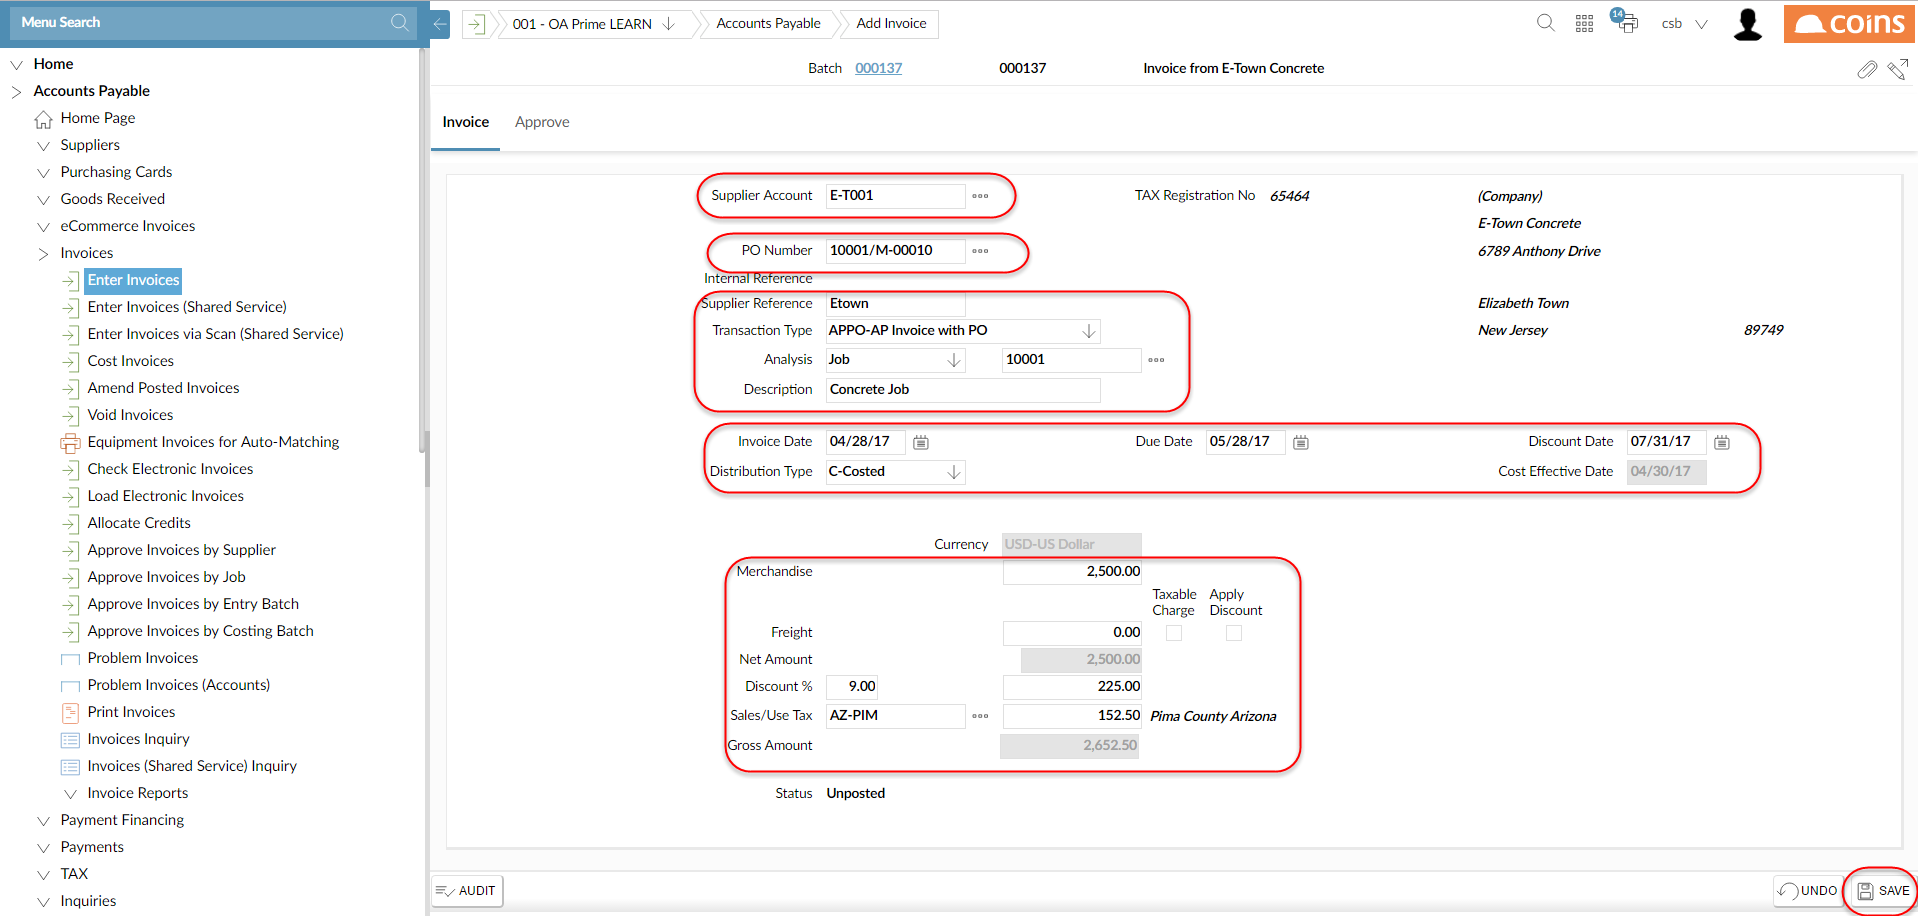 Menu Search
Home
Accounts Payable
Home Page
Suppliers
Purchasing Cards
Goods Received
eCommerce Invoices
Invoices
Enter Invoices
Enter Invoices (Shared Service)
Enter Invoices via Scan (Shared Service)
Cost Invoices
Amend Posted Invoices
Void Invoices
Equipment Invoices for Auto-Matching
Check Electronic Invoices
Load Electronic Invoices
Allocate Credits
Approve Invoices by Supplier
Approve Invoices by Job
Approve Invoices by Entry Batch
Approve Invoices by Costing Batch
Problem Invoices
Problem Invoices (Accounts)
Print Invoices
Invoices Inquiry
Invoices (Shared Service) Inquiry
Invoice Reports
Payment Financing
Payments
TAX
Inquiries
001 - OA Prime LEARN Accounts Payable Add Invoice 14 csb coins
Batch 000137 000137 Invoice from E-Town Concrete
Invoice Approve
Supplier Account E-T001 TAX Registration No 65464 (Company)
E-Town Concrete
PO Number 10001/M-00010 6789 Anthony Drive
Internal Reference
Supplier Reference Etown Elizabeth Town
Transaction Type APPO-AP Invoice with PO New Jersey 89749
Analysis Job 10001
Description Concrete Job
Invoice Date 04/28/17 Due Date 05/28/17 Discount Date 07/31/17
Distribution Type C-Costed Cost Effective Date 04/30/17
Currency USD-US Dollar
Merchandise 2,500.00
Taxable Apply
Charge Discount
Freight 0.00
Net Amount 2,500.00
Discount % 9.00 225.00
Sales/Use Tax AZ-PIM 152.50 Pima County Arizona
Gross Amount 2,652.50
Status Unposted
AUDIT UNDO SAVE